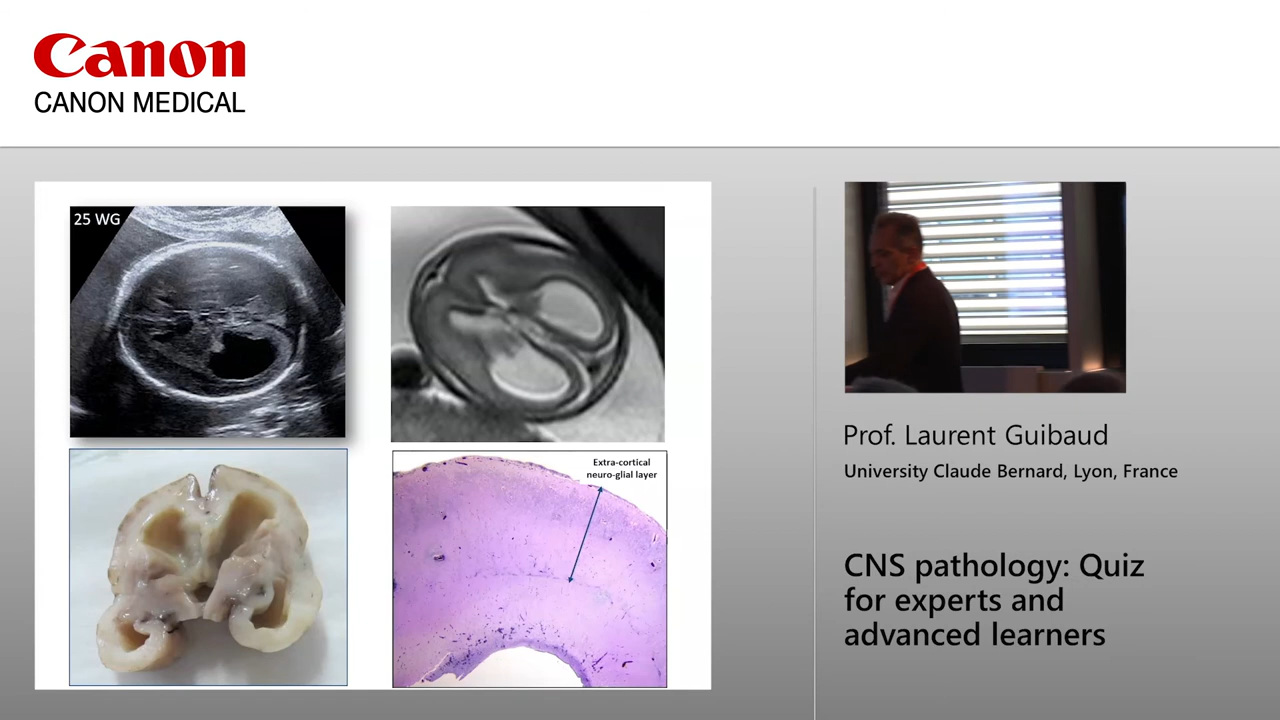 Canon
CANON MEDICAL
25 WG
Extra-cortical
neuro-glial layer
Prof. Laurent Guibaud
University Claude Bernard, Lyon, France
CNS pathology: Quiz
for experts and
advanced learners